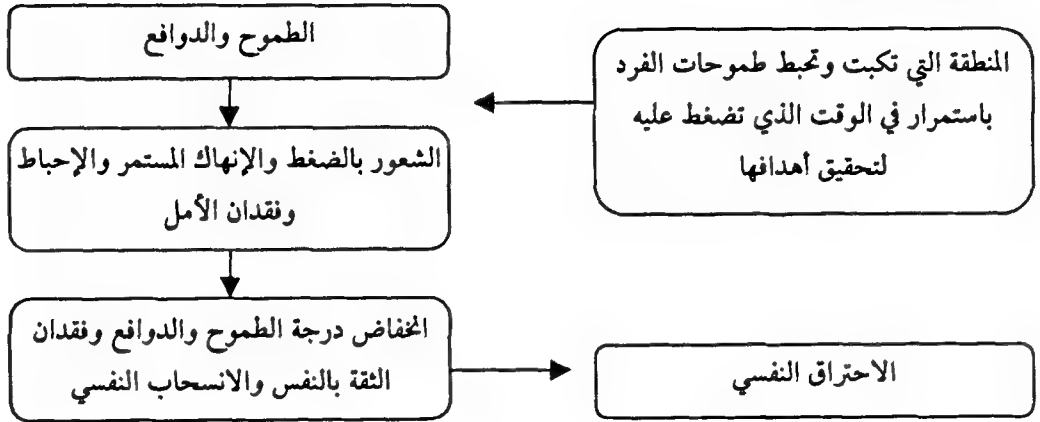 الطموح والدوافع
المنطقة التي تكبت وتحبط طموحات الفرد
باستمرار في الوقت الذي تضغط عليه
لتحقيق أهدافها
الشعور بالضغط والإنهاك المستمر والإحباط
وفقدان الأمل
انخفاض درجة الطموح والدوافع وفقدان
الثقة بالنفس والانسحاب النفسي
الاحتراق النفسي